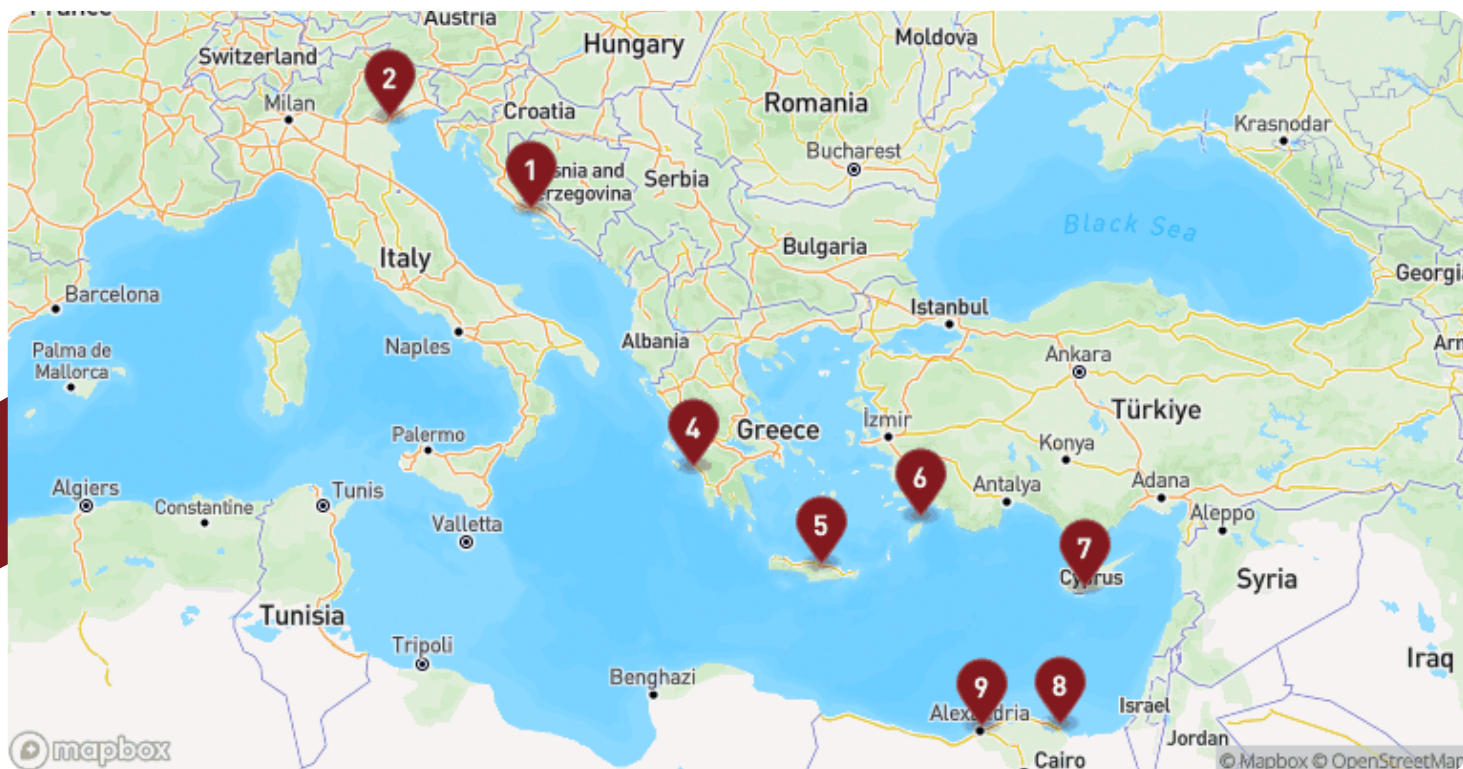 Austria
Switzerland
Hungary
Moldova
2
Milan
Croatia
Romania
Krasnodar
Bucharest
1
snia and
erzegovina
Serbia
Black Sea
Italy
Bulgaria
Georgia
Barcelona
Istanbul
Naples
Albania
Palma de
Mallorca
Ankara
4
Greece
İzmir
Türkiye
Palermo
Konya
6
Algiers
Tunis
Antalya
Adana
Constantine
Valletta
5
Aleppo
7
Cyprus
Syria
Tunisia
Tripoli
Benghazi
Iraq
9
8
Alexandria
Israel
Jordan
mapbox
Cairo
© Mapbox © OpenStreetMap